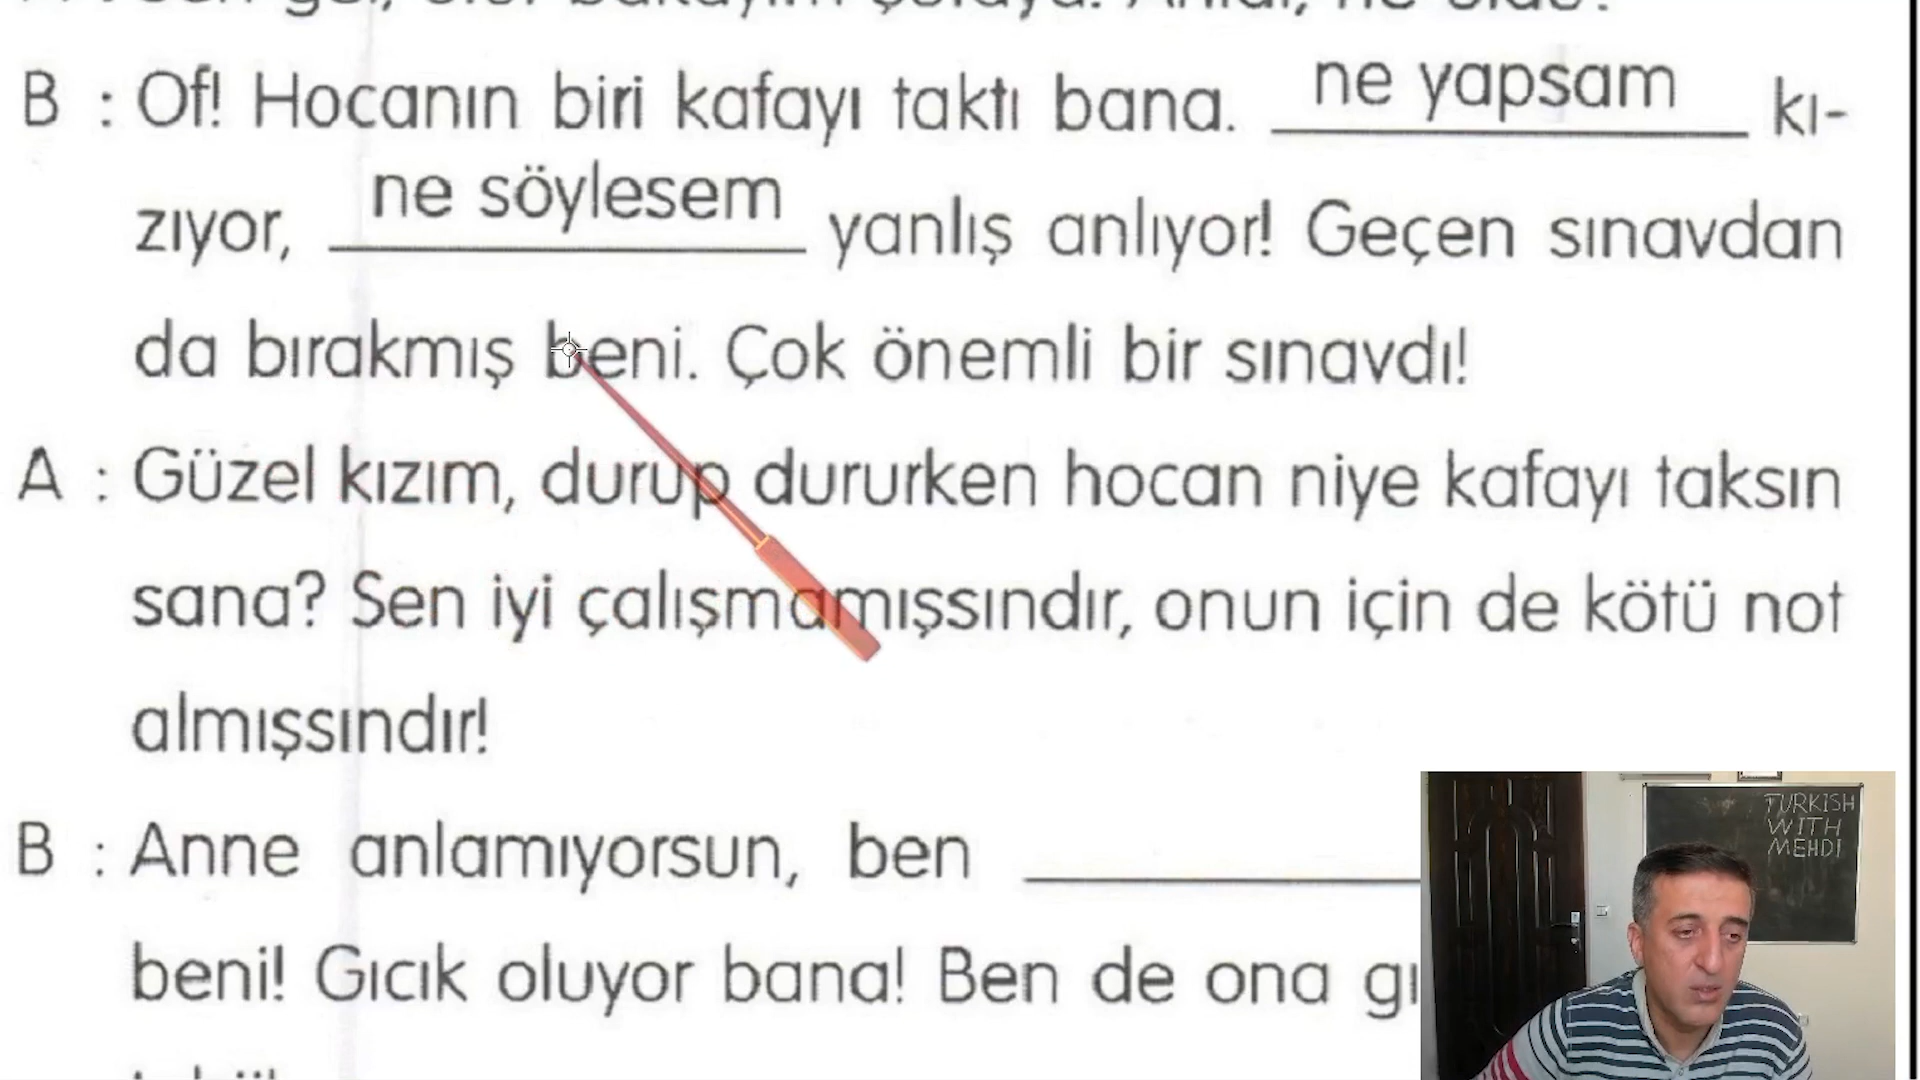 B : Of! Hocanın biri kafayı taktı bana. ne yapsam kı-
zıyor, ne söylesem yanlış anlıyor! Geçen sınavdan
da bırakmış beni. Çok önemli bir sınavdı!
A : Güzel kızım, durup dururken hocan niye kafayı taksın
sana? Sen iyi çalışmamışsındır, onun için de kötü not
almışsındır!
B : Anne anlamıyorsun, ben
beni! Gıcık oluyor bana! Ben de ona
TURKISH
WITH
MEHDI